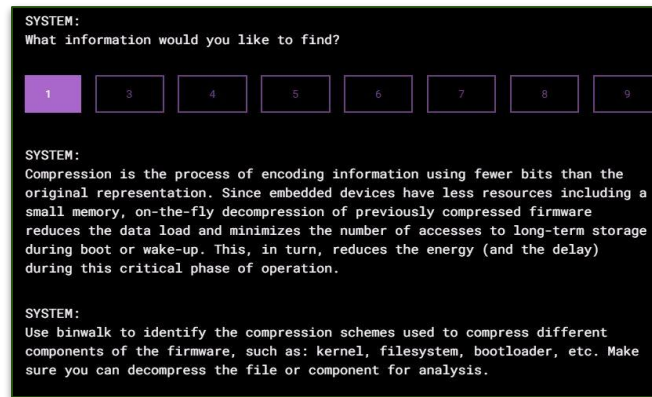 SYSTEM:
What information would you like to find?
1 3 4 5 6 7 8 9
SYSTEM:
Compression is the process of encoding information using fewer bits than the
original representation. Since embedded devices have less resources including a
small memory, on-the-fly decompression of previously compressed firmware
reduces the data load and minimizes the number of accesses to long-term storage
during boot or wake-up. This, in turn, reduces the energy (and the delay)
during this critical phase of operation.
SYSTEM:
Use binwalk to identify the compression schemes used to compress different
components of the firmware, such as: kernel, filesystem, bootloader, etc. Make
sure you can decompress the file or component for analysis.